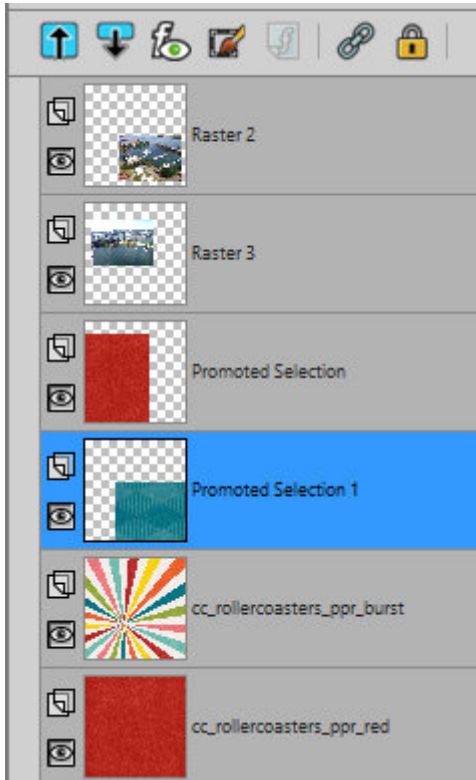 Raster 2
Raster 3
Promoted Selection
Promoted Selection 1
cc_rollercoasters_ppr_burst
cc_rollercoasters_ppr_red